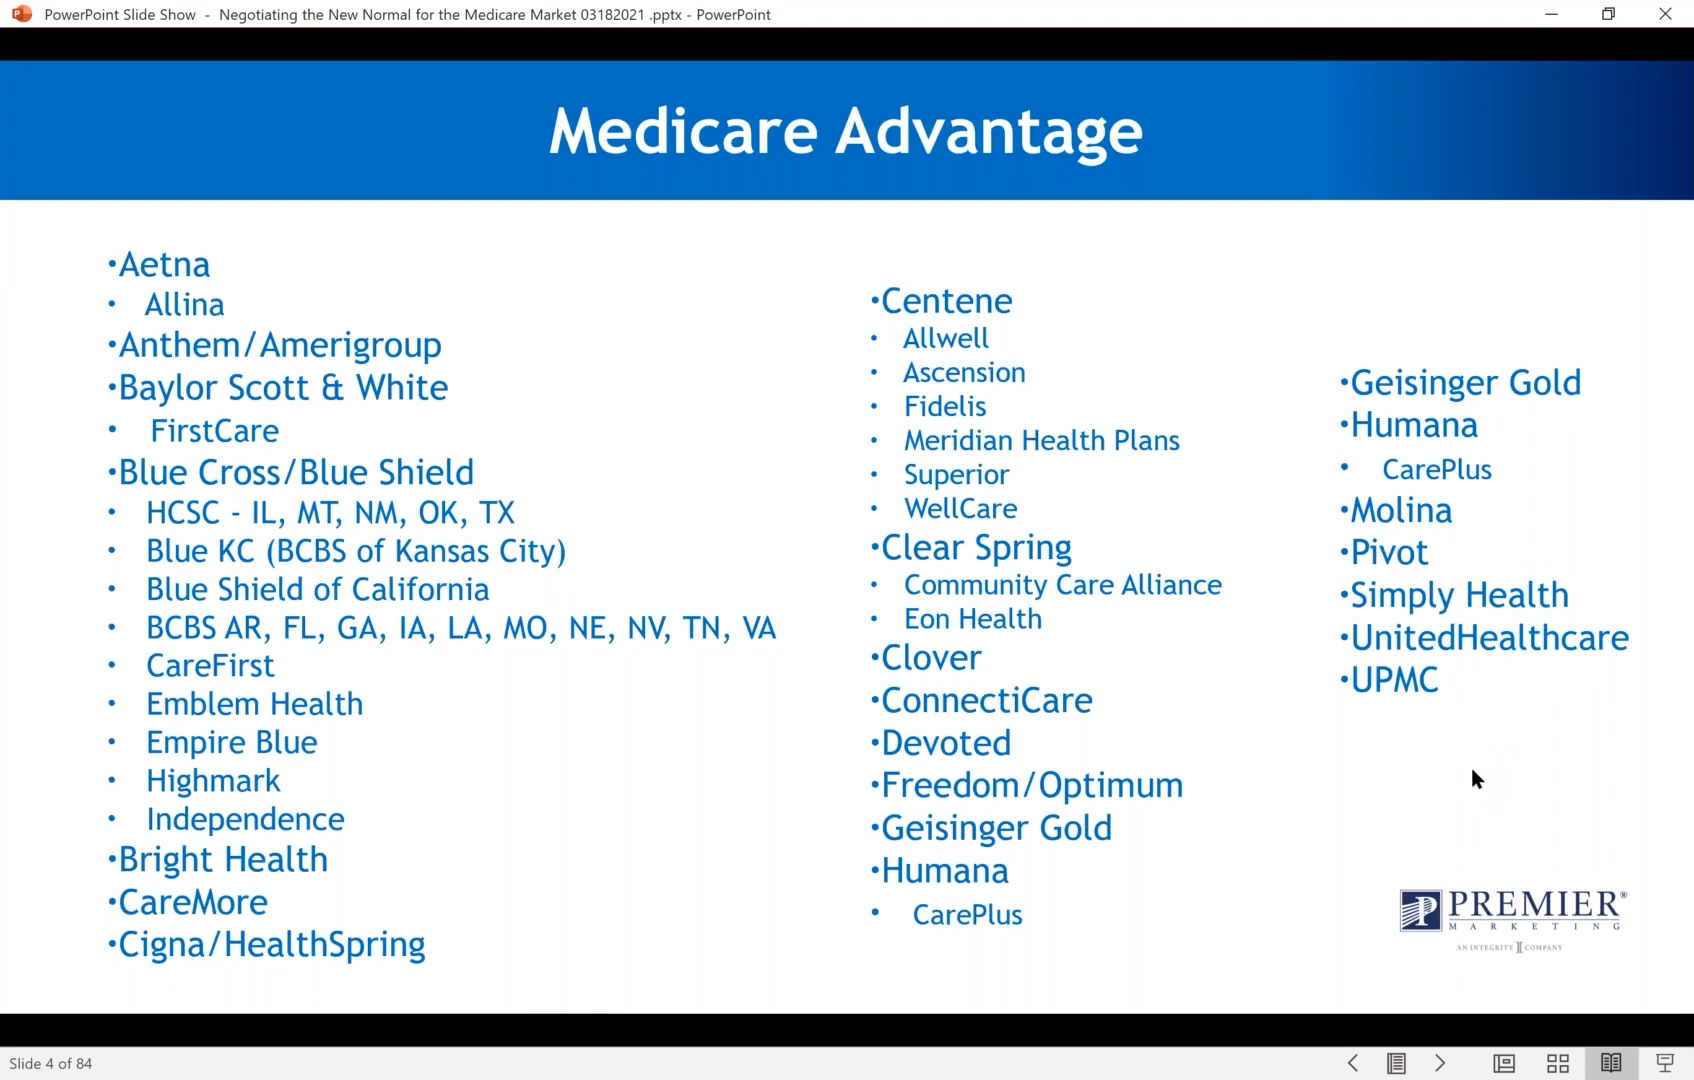 PowerPoint Slide Show - Negotiating the New Normal for the Medicare Market 03182021 .pptx - PowerPoint
Medicare Advantage
•Aetna
• Allina
•Anthem/Amerigroup
•Baylor Scott & White
• FirstCare
•Blue Cross/Blue Shield
• HCSC - IL, MT, NM, OK, TX
• Blue KC (BCBS of Kansas City)
• Blue Shield of California
• BCBS AR, FL, GA, IA, LA, MO, NE, NV, TN, VA
• CareFirst
• Emblem Health
• Empire Blue
• Highmark
• Independence
•Bright Health
•CareMore
•Cigna/HealthSpring
•Centene
• Allwell
• Ascension
• Fidelis
• Meridian Health Plans
• Superior
• WellCare
•Clear Spring
• Community Care Alliance
• Eon Health
•Clover
•ConnectiCare
•Devoted
•Freedom/Optimum
•Geisinger Gold
•Humana
• CarePlus
•Geisinger Gold
•Humana
• CarePlus
•Molina
•Pivot
•Simply Health
•UnitedHealthcare
•UPMC
PREMIER®
MARKETING
AN INTEGRITY COMPANY
Slide 4 of 84